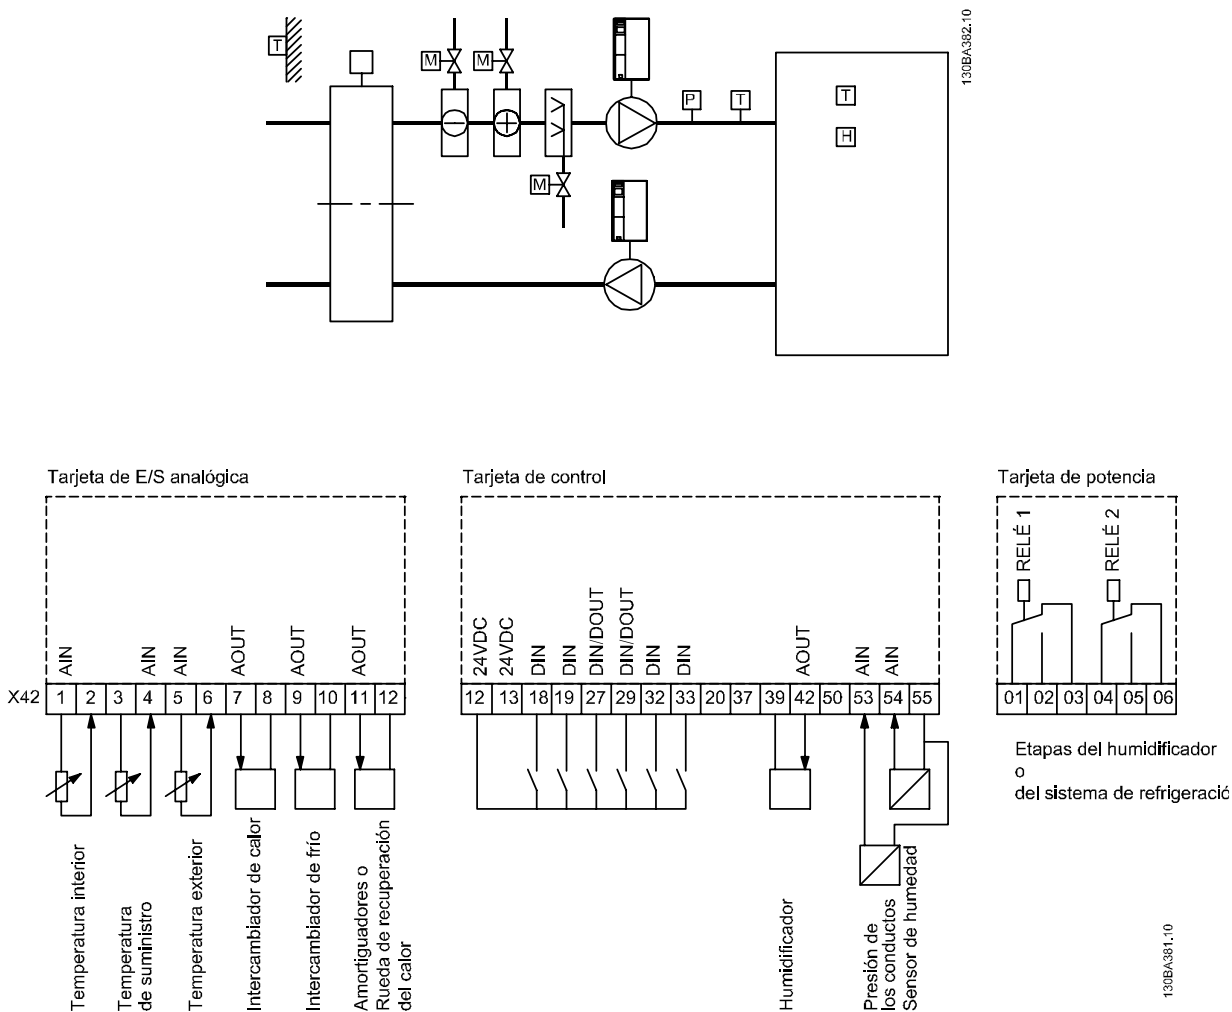 130BA382.10
T
M
M
P
T
T
H
M
Tarjeta de E/S analógica
Tarjeta de control
Tarjeta de potencia
AIN
AIN
AIN
AOUT
AOUT
AOUT
24VDC
24VDC
DIN
DIN
DIN/DOUT
DIN/DOUT
DIN
DIN
AOUT
AIN
AIN
RELÉ 1
RELÉ 2
X42 1 2 3 4 5 6 7 8 9 10 11 12
12 13 18 19 27 29 32 33 20 37 39 42 50 53 54 55
01 02 03 04 05 06
Etapas del humidificador
o
del sistema de refrigeració
Temperatura interior
Temperatura
de suministro
Temperatura exterior
Intercambiador de calor
Intercambiador de frío
Amortiguadores o
Rueda de recuperación
del calor
Humidificador
Presión de
los conductos
Sensor de humedad
130BA381.10